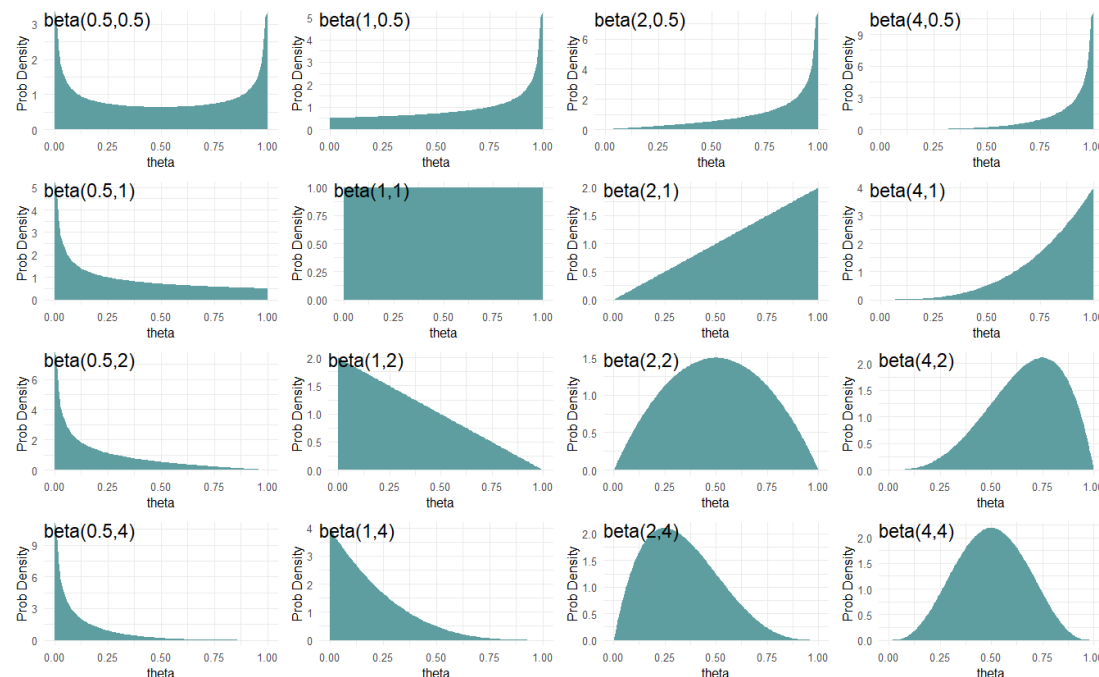 beta(0.5,0.5)
Prob Density
3
2
1
0
0.00 0.25 0.50 0.75 1.00
theta
beta(1,0.5)
Prob Density
5
4
3
2
1
0
0.00 0.25 0.50 0.75 1.00
theta
beta(2,0.5)
Prob Density
6
4
2
0
0.00 0.25 0.50 0.75 1.00
theta
beta(4,0.5)
Prob Density
9
6
3
0
0.00 0.25 0.50 0.75 1.00
theta
beta(0.5,1)
Prob Density
5
4
3
2
1
0
0.00 0.25 0.50 0.75 1.00
theta
beta(1,1)
Prob Density
1.00
0.75
0.50
0.25
0.00
0.00 0.25 0.50 0.75 1.00
theta
beta(2,1)
Prob Density
2.0
1.5
1.0
0.5
0.0
0.00 0.25 0.50 0.75 1.00
theta
beta(4,1)
Prob Density
4
3
2
1
0
0.00 0.25 0.50 0.75 1.00
theta
beta(0.5,2)
Prob Density
6
4
2
0
0.00 0.25 0.50 0.75 1.00
theta
beta(1,2)
Prob Density
2.0
1.5
1.0
0.5
0.0
0.00 0.25 0.50 0.75 1.00
theta
beta(2,2)
Prob Density
1.5
1.0
0.5
0.0
0.00 0.25 0.50 0.75 1.00
theta
beta(4,2)
Prob Density
2.0
1.5
1.0
0.5
0.0
0.00 0.25 0.50 0.75 1.00
theta
beta(0.5,4)
Prob Density
9
6
3
0
0.00 0.25 0.50 0.75 1.00
theta
beta(1,4)
Prob Density
4
3
2
1
0
0.00 0.25 0.50 0.75 1.00
theta
beta(2,4)
Prob Density
2.0
1.5
1.0
0.5
0.0
0.00 0.25 0.50 0.75 1.00
theta
beta(4,4)
Prob Density
2.0
1.5
1.0
0.5
0.0
0.00 0.25 0.50 0.75 1.00
theta